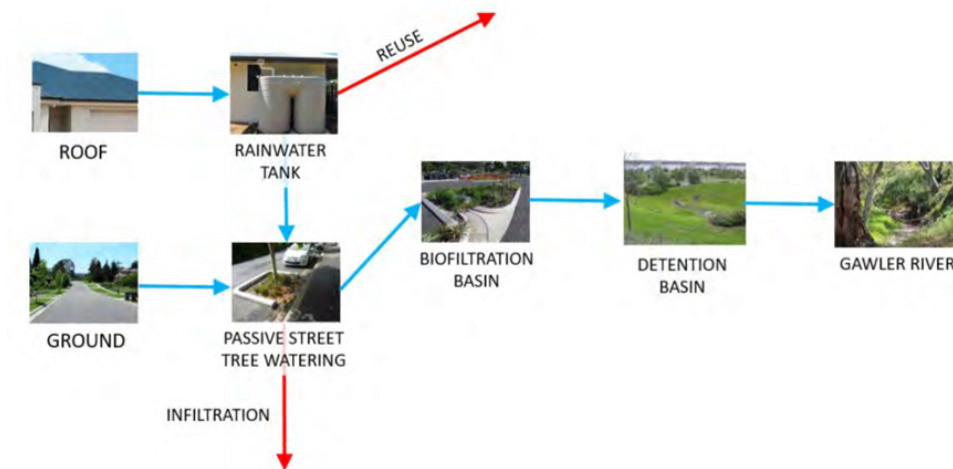 REUSE
ROOF
RAINWATER
TANK
BIOFILTRATION
BASIN
DETENTION
BASIN
GAWLER RIVER
GROUND
PASSIVE STREET
TREE WATERING
INFILTRATION